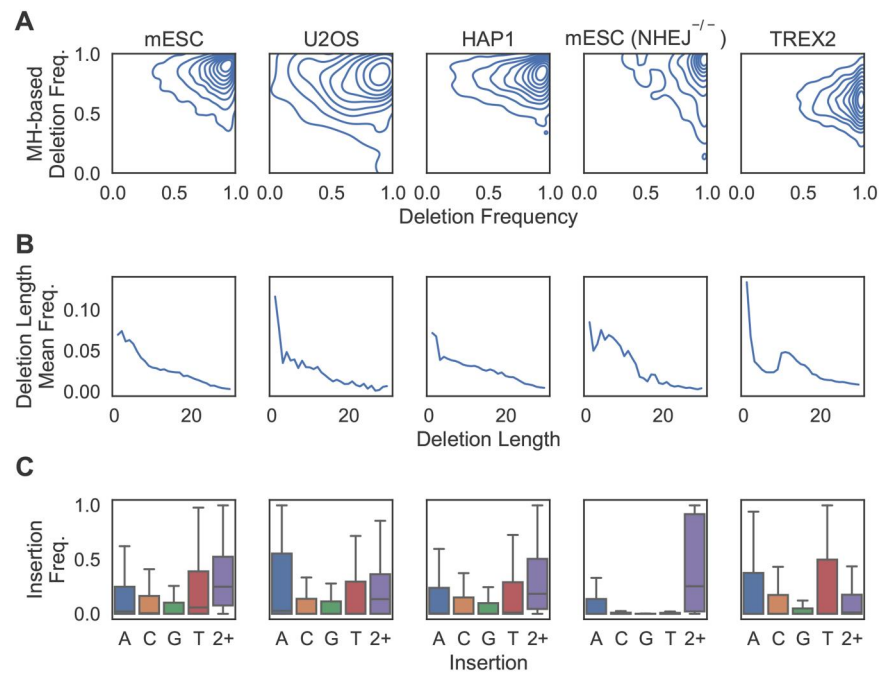 A
mESC U2OS HAP1 mESC (NHEJ⁻/⁻) TREX2
MH-based
Deletion Freq.
1.0
0.5
0.0
0.0 0.5 1.0 0.0 0.5 1.0 0.0 0.5 1.0 0.0 0.5 1.0 0.0 0.5 1.0
Deletion Frequency
B
Deletion Length
Mean Freq.
0.10
0.05
0.00
0 20 0 20 0 20 0 20 0 20
Deletion Length
C
Insertion
Freq.
1.0
0.5
0.0
A C G T 2+ A C G T 2+ A C G T 2+ A C G T 2+ A C G T 2+
Insertion